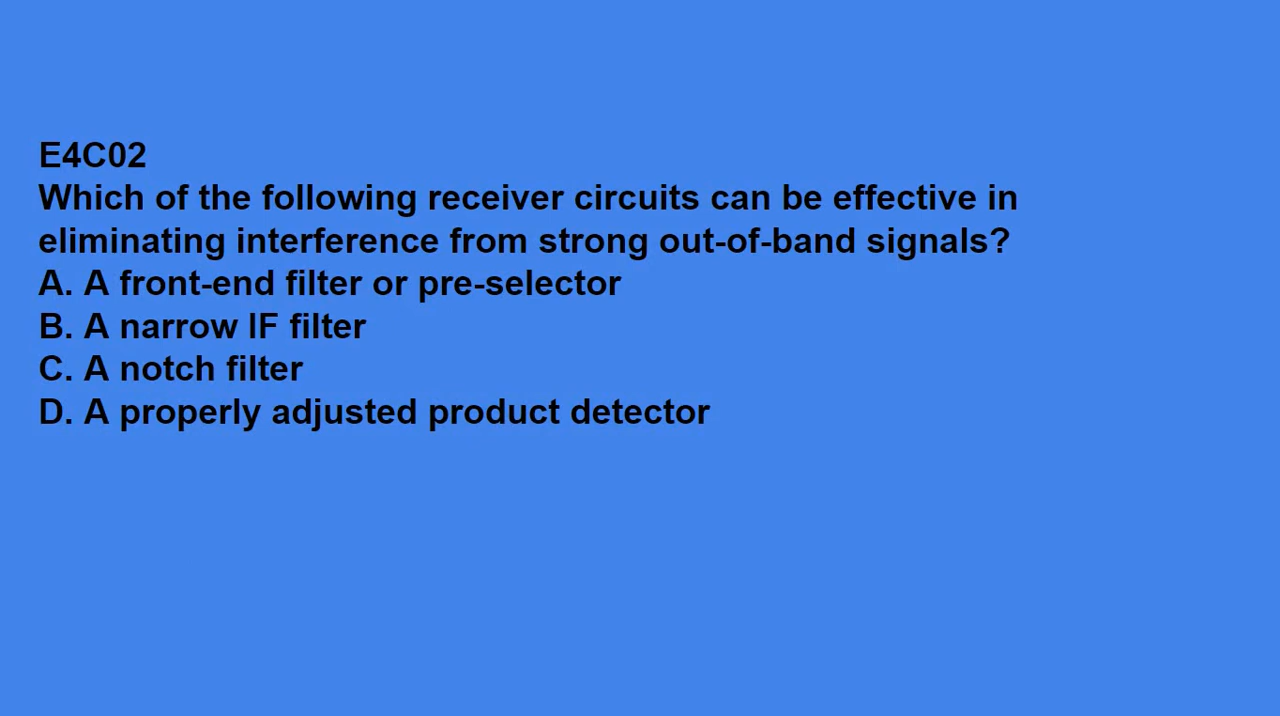 E4C02
Which of the following receiver circuits can be effective in
eliminating interference from strong out-of-band signals?
A. A front-end filter or pre-selector
B. A narrow IF filter
C. A notch filter
D. A properly adjusted product detector